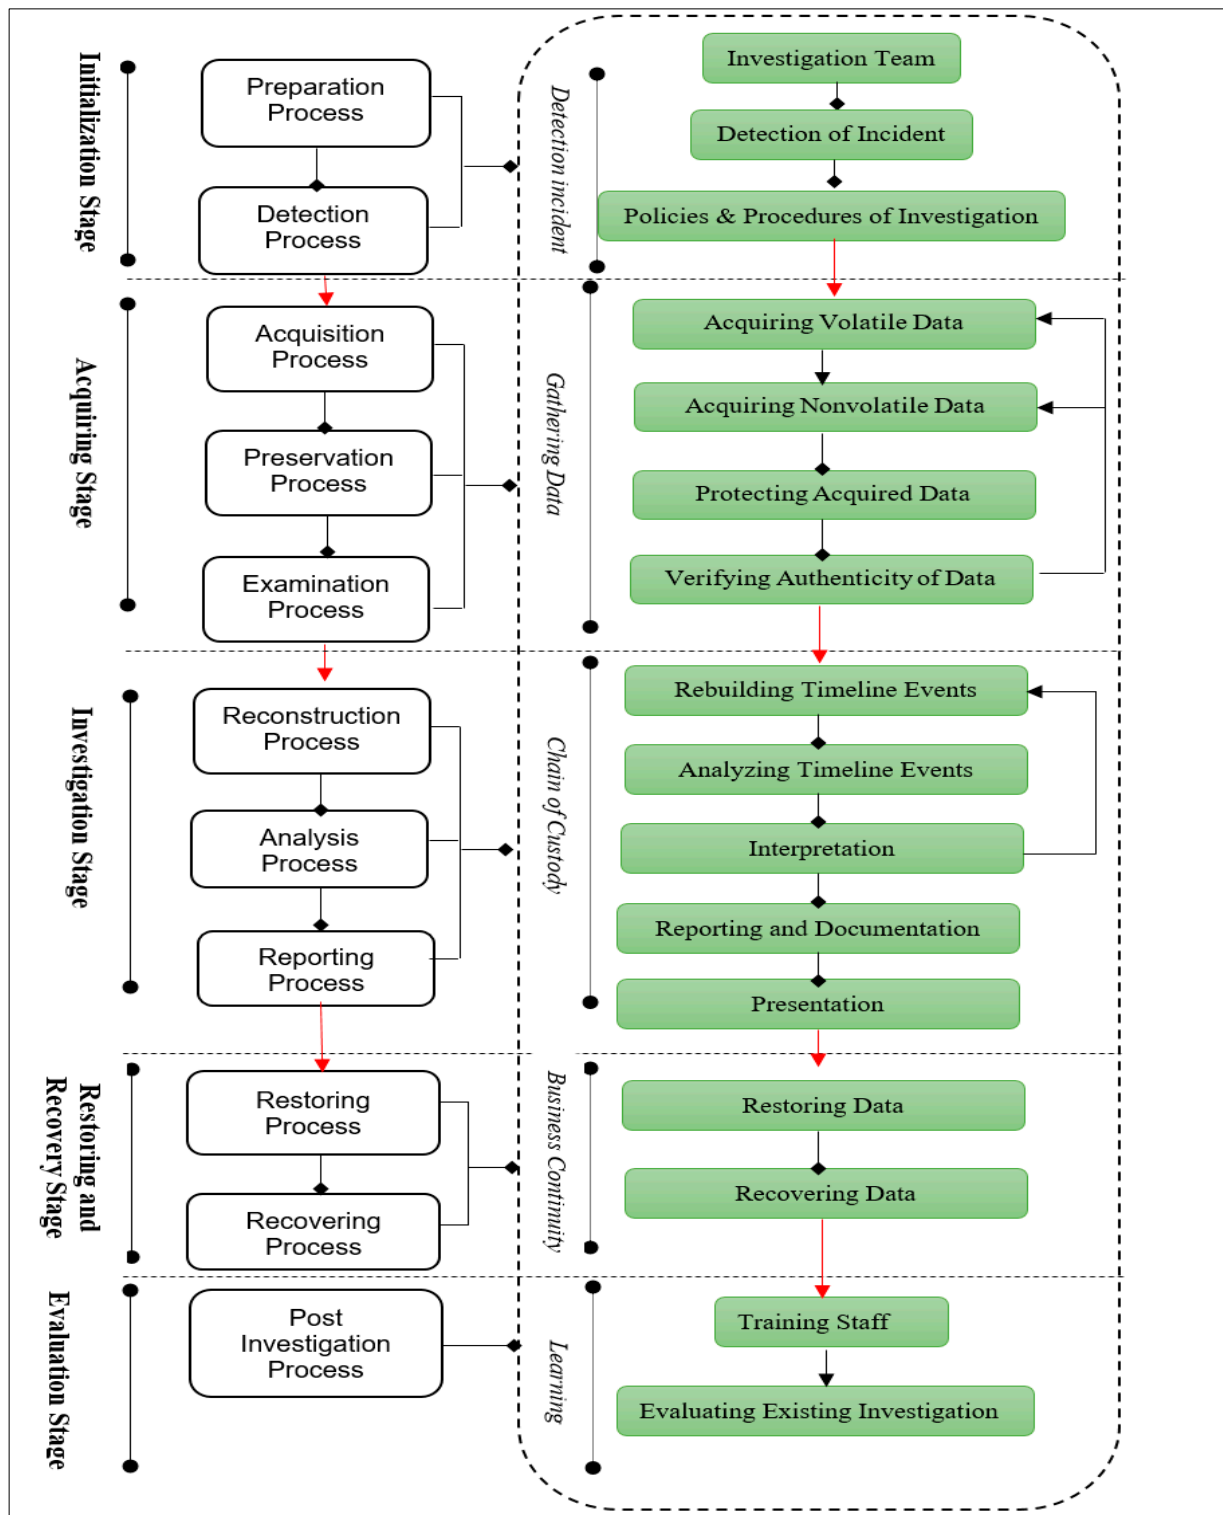 Initialization Stage
Preparation
Process
Detection
Process
Detection incident
Investigation Team
Detection of Incident
Policies & Procedures of Investigation
Acquiring Stage
Acquisition
Process
Preservation
Process
Examination
Process
Gathering Data
Acquiring Volatile Data
Acquiring Nonvolatile Data
Protecting Acquired Data
Verifying Authenticity of Data
Investigation Stage
Reconstruction
Process
Analysis
Process
Reporting
Process
Chain of Custody
Rebuilding Timeline Events
Analyzing Timeline Events
Interpretation
Reporting and Documentation
Presentation
Restoring and
Recovery Stage
Restoring
Process
Recovering
Process
Business Continuity
Restoring Data
Recovering Data
Evaluation Stage
Post
Investigation
Process
Learning
Training Staff
Evaluating Existing Investigation